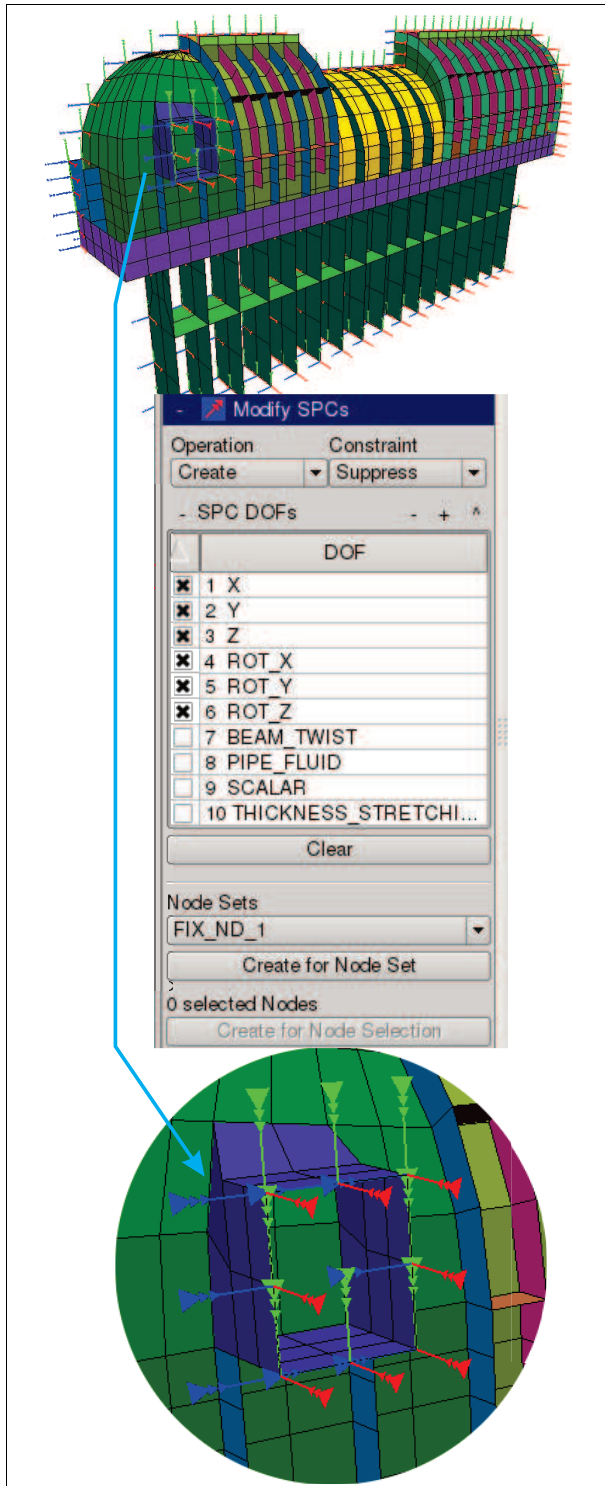 - Modify SPCs
Operation Constraint
Create Suppress
- SPC DOFs - + ^
DOF
1 X
2 Y
3 Z
4 ROT_X
5 ROT_Y
6 ROT_Z
7 BEAM_TWIST
8 PIPE_FLUID
9 SCALAR
10 THICKNESS_STRETCHI...
Clear
Node Sets
FIX_ND_1
Create for Node Set
0 selected Nodes
Create for Node Selection